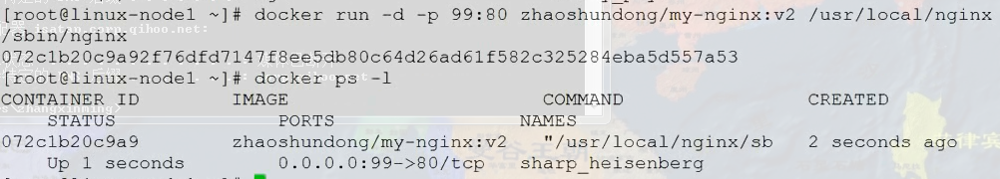 [root@linux-node1 ~]# docker run -d -p 99:80 zhaoshundong/my-nginx:v2 /usr/local/nginx
/sbin/nginx
072c1b20c9a92f76dfd7147f8ee5db80c64d26ad61f582c325284eba5d557a53
[root@linux-node1 ~]# docker ps -l
CONTAINER ID IMAGE COMMAND CREATED
STATUS PORTS NAMES
072c1b20c9a9 zhaoshundong/my-nginx:v2 "/usr/local/nginx/sb 2 seconds ago
Up 1 seconds 0.0.0.0:99->80/tcp sharp_heisenberg